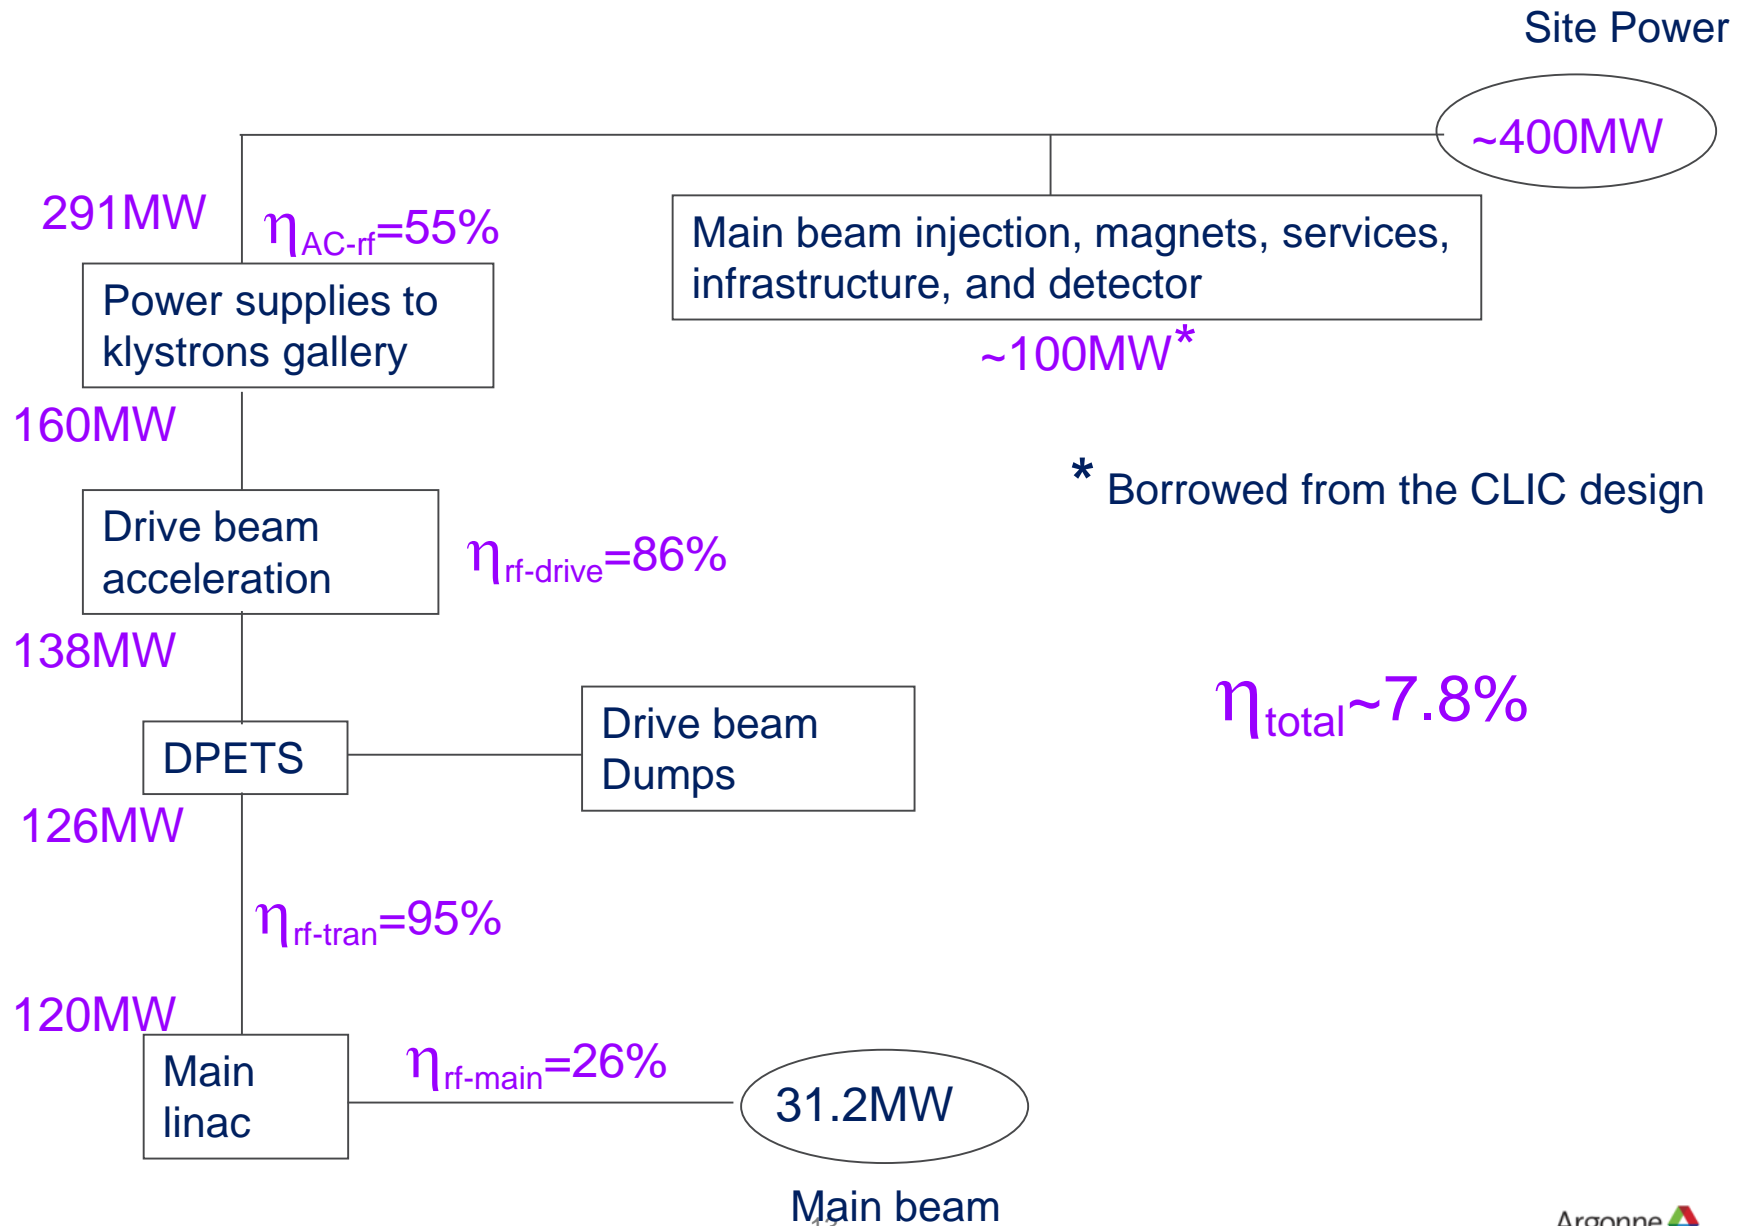 Site Power
~400MW
291MW
ηAC-rf=55%
Main beam injection, magnets, services,
infrastructure, and detector
Power supplies to
klystrons gallery
~100MW*
160MW
* Borrowed from the CLIC design
Drive beam
acceleration
ηrf-drive=86%
138MW
ηtotal~7.8%
DPETS
Drive beam
Dumps
126MW
ηrf-tran=95%
120MW
Main
linac
ηrf-main=26%
31.2MW
Main beam
Argonne